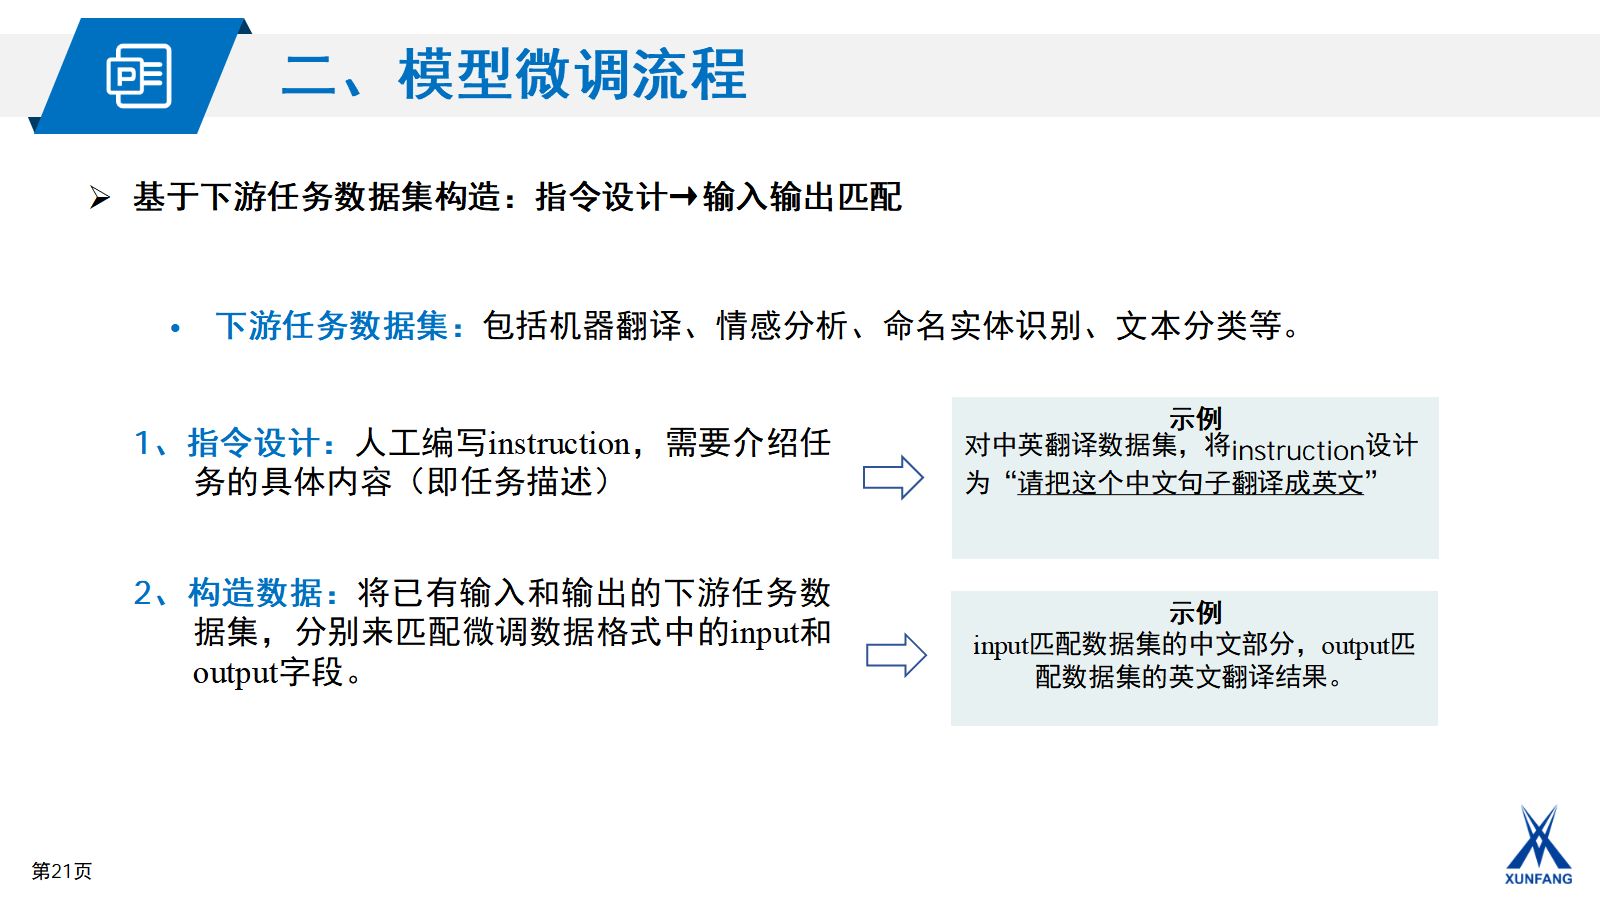 二、模型微调流程
基于下游任务数据集构造：指令设计→输入输出匹配
下游任务数据集：包括机器翻译、情感分析、命名实体识别、文本分类等。
1、指令设计：人工编写instruction，需要介绍任
务的具体内容（即任务描述）
示例
对中英翻译数据集，将instruction设计
为“请把这个中文句子翻译成英文”
2、构造数据：将已有输入和输出的下游任务数
据集，分别来匹配微调数据格式中的input和
output字段。
示例
input匹配数据集的中文部分，output匹
配数据集的英文翻译结果。
第21页
XUNFANG